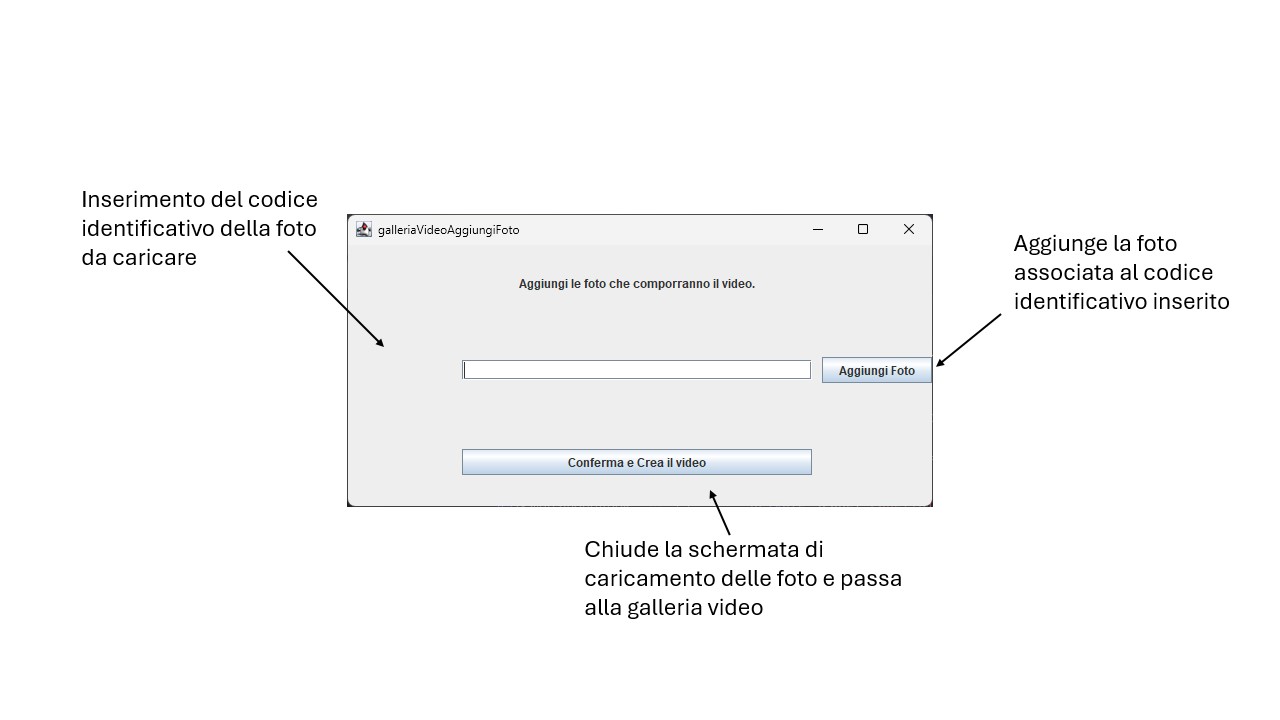 Inserimento del codice
identificativo della foto
da caricare
galleriaVideoAggiungiFoto
Aggiungi le foto che comporranno il video.
Aggiungi Foto
Conferma e Crea il video
Aggiunge la foto
associata al codice
identificativo inserito
Chiude la schermata di
caricamento delle foto e passa
alla galleria video